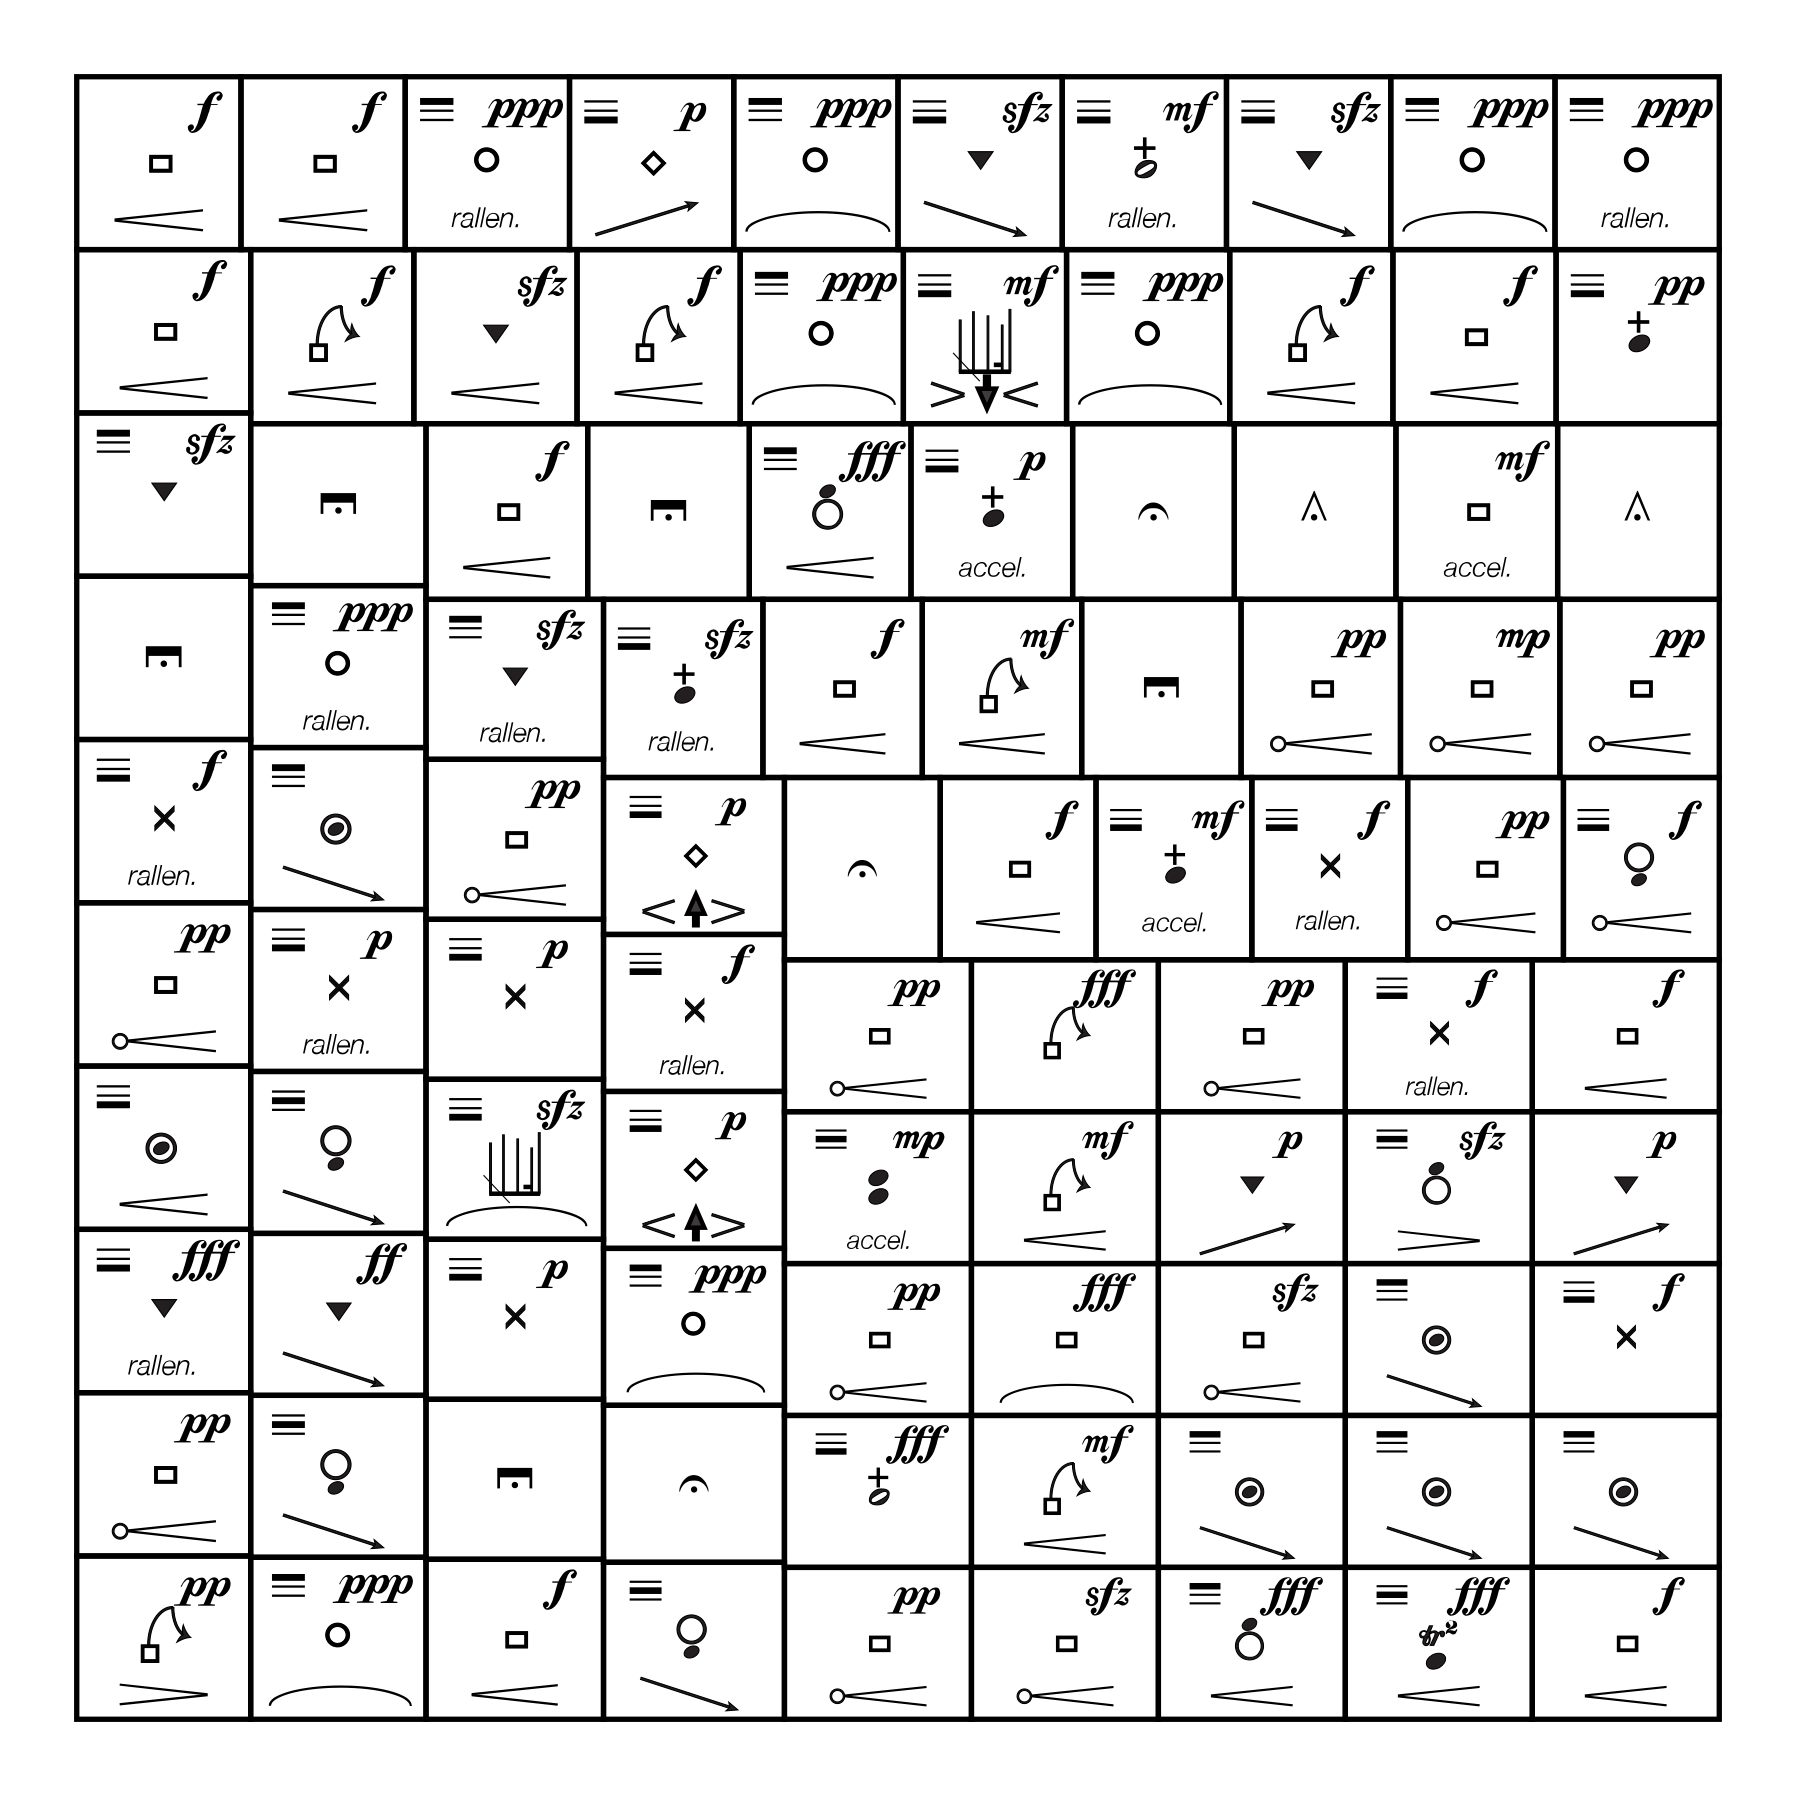 f f ppp p ppp sfz mf sfz ppp ppp
rallen. rallen. rallen.
f f sfz f ppp mf ppp f f pp
sfz f fff p mf
accel. accel.
ppp sfz sfz f mf pp mp pp
rallen. rallen. rallen.
f pp p f mf f pp f
rallen. accel. rallen.
pp p p f pp fff pp f f
rallen. rallen. rallen.
sfz p mp mf p sfz p
accel.
fff ff p ppp pp fff sfz f
rallen.
pp fff mf
pp ppp f pp sfz fff fff f
tr2